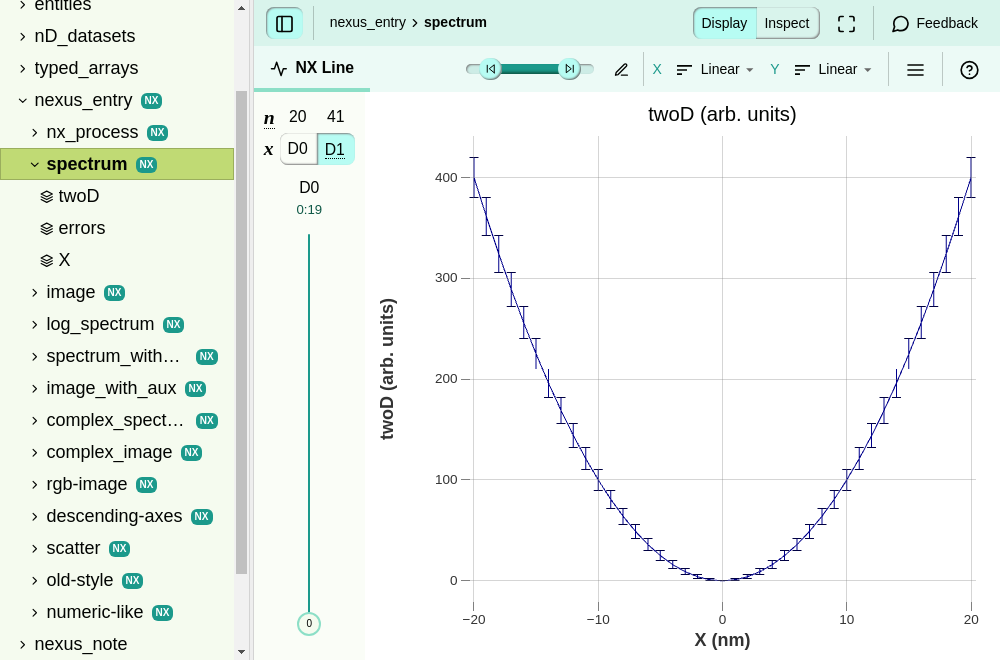 entities
nD_datasets
typed_arrays
nexus_entry NX
nx_process NX
spectrum NX
twoD
errors
X
image NX
log_spectrum NX
spectrum_with… NX
image_with_aux NX
complex_spect… NX
complex_image NX
rgb-image NX
descending-axes NX
scatter NX
old-style NX
numeric-like NX
nexus_note
nexus_entry > spectrum
Display Inspect Feedback
NX Line X Linear Y Linear
n 20 41
x D0 D1
D0
0:19
0
twoD (arb. units)
400
300
200
100
0
twoD (arb. units)
−20 −10 0 10 20
X (nm)